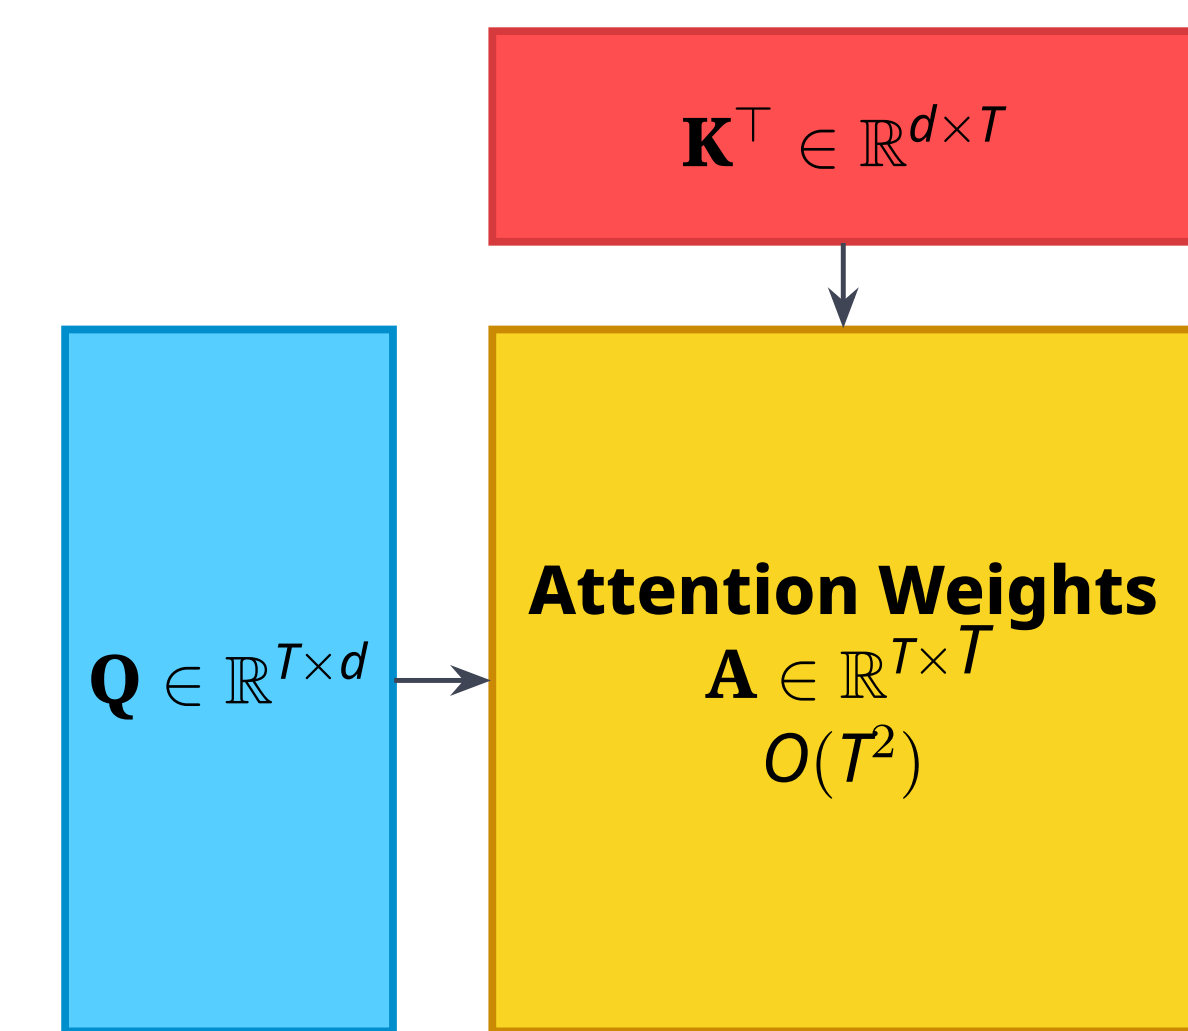 𝐊⊤ ∈ ℝ^{d×T}
𝐐 ∈ ℝ^{T×d}
Attention Weights
𝐀 ∈ ℝ^{T×T}
O(T²)